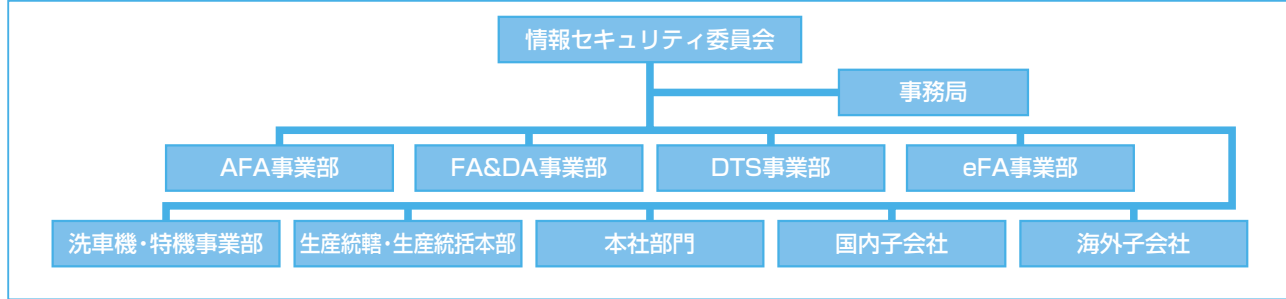 情報セキュリティ委員会
事務局
AFA事業部
FA&DA事業部
DTS事業部
eFA事業部
洗車機・特機事業部
生産統轄・生産統括本部
本社部門
国内子会社
海外子会社